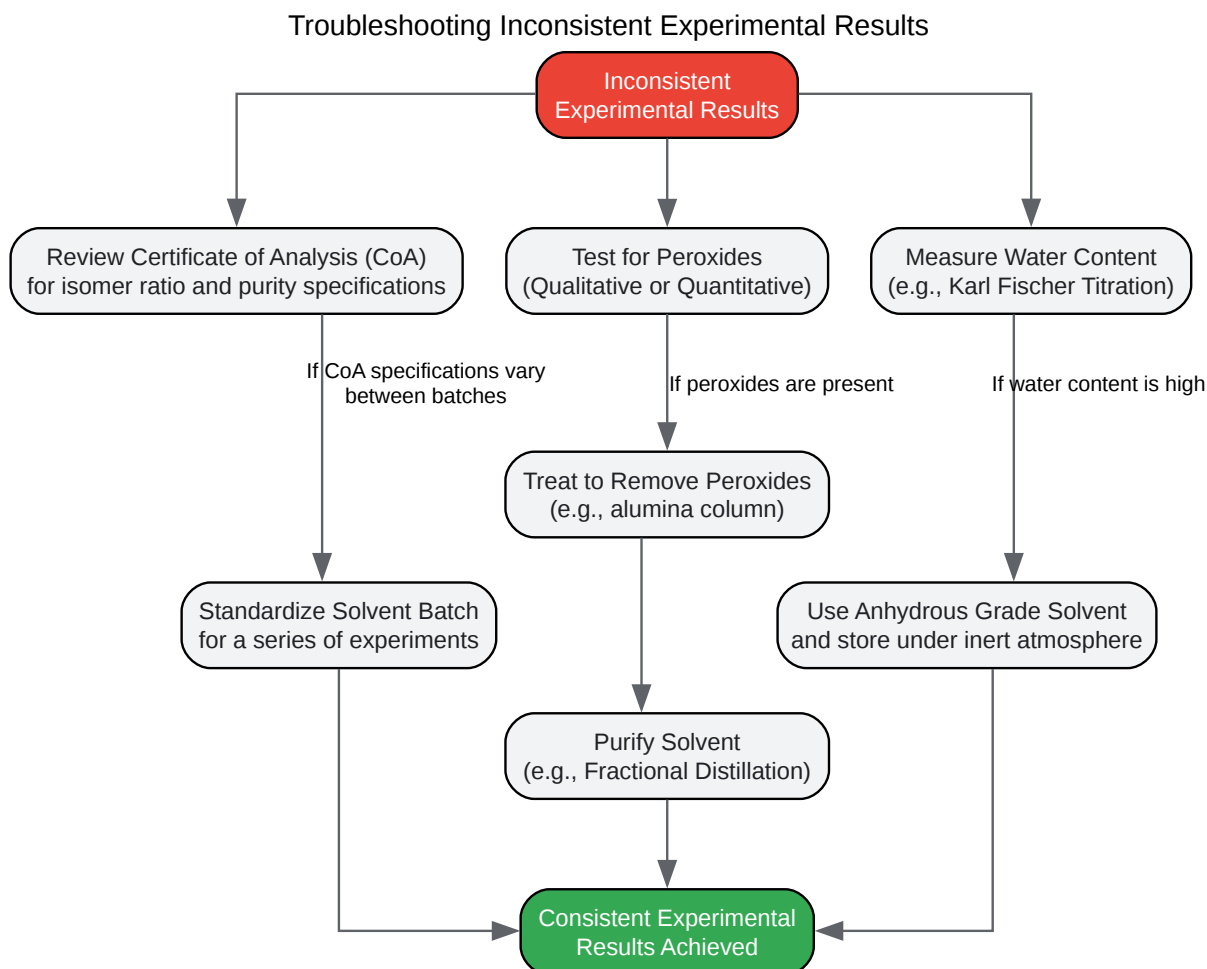 Troubleshooting Inconsistent Experimental Results
Inconsistent
Experimental Results
Review Certificate of Analysis (CoA)
for isomer ratio and purity specifications
Test for Peroxides
(Qualitative or Quantitative)
Measure Water Content
(e.g., Karl Fischer Titration)
If CoA specifications vary
between batches
If peroxides are present
If water content is high
Treat to Remove Peroxides
(e.g., alumina column)
Standardize Solvent Batch
for a series of experiments
Use Anhydrous Grade Solvent
and store under inert atmosphere
Purify Solvent
(e.g., Fractional Distillation)
Consistent Experimental
Results Achieved